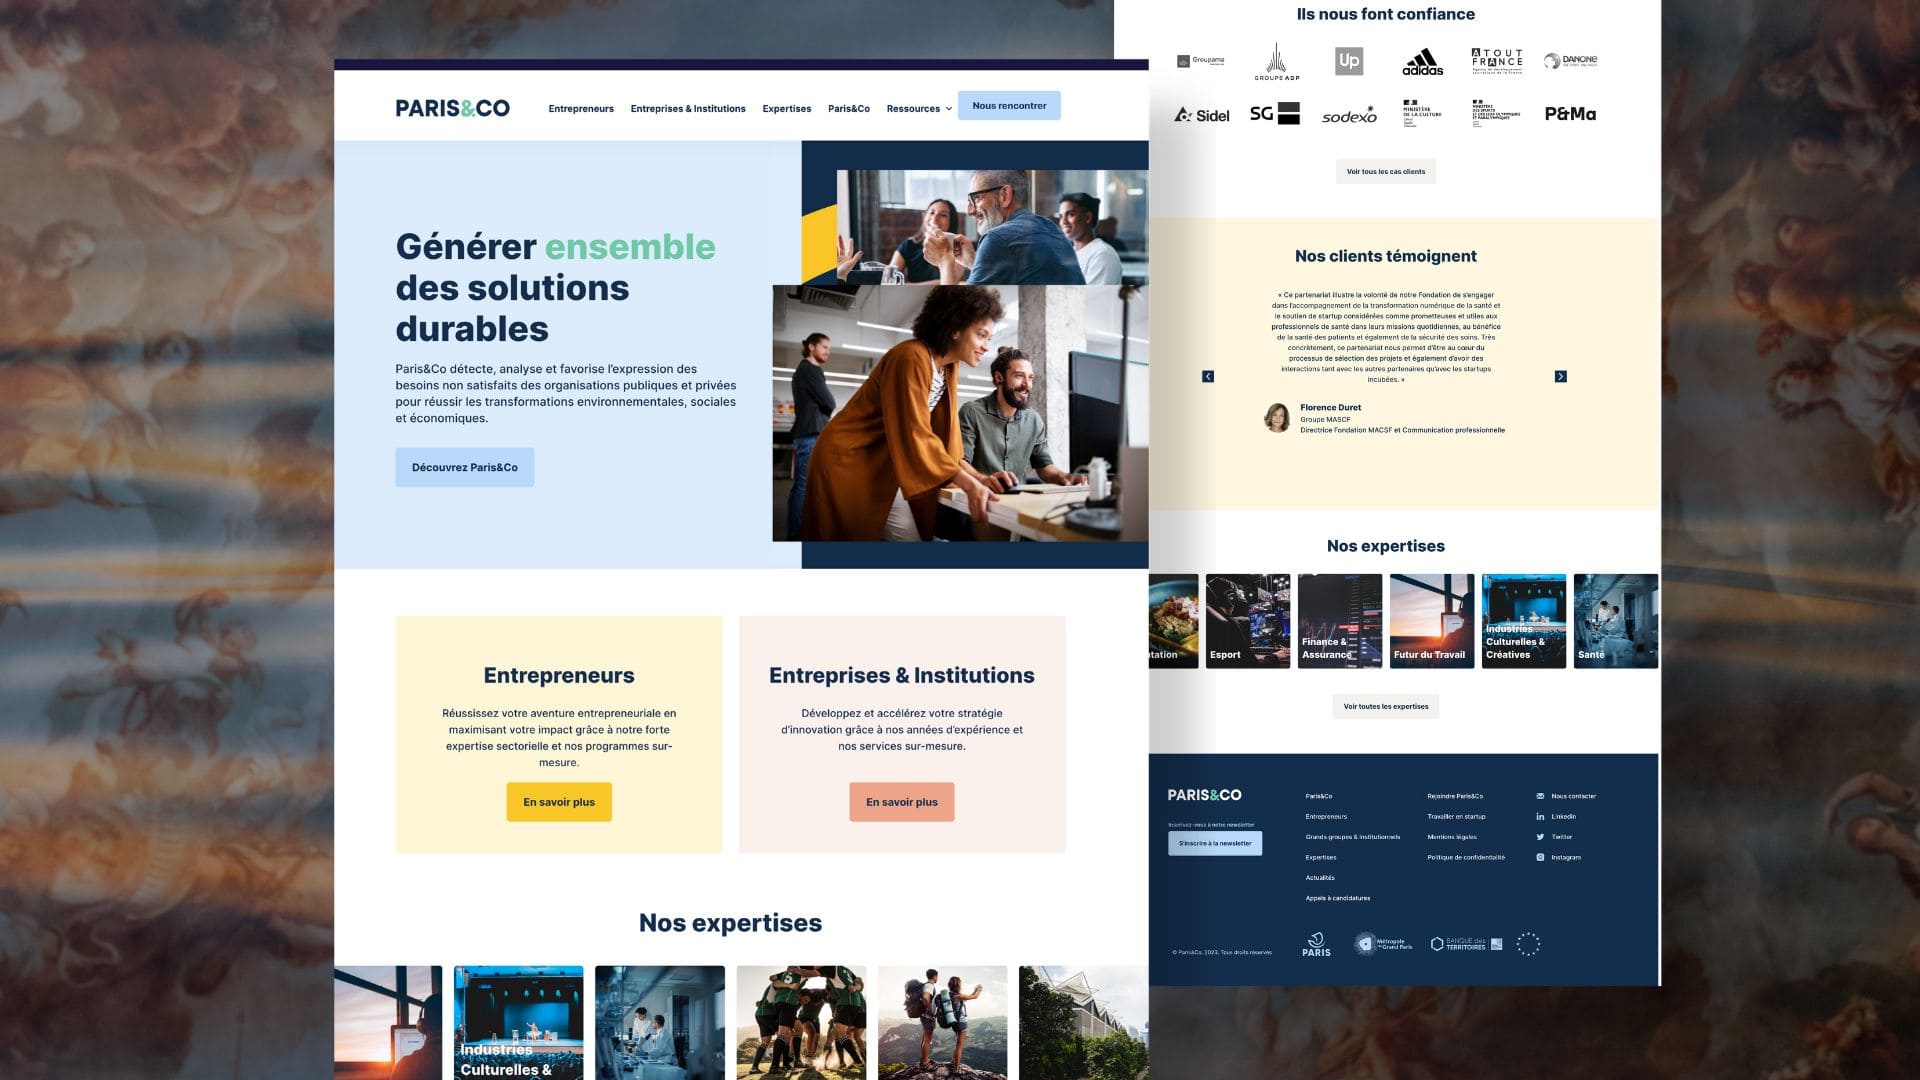 PARIS&CO
Entrepreneurs
Entreprises & Institutions
Expertises
Paris&Co
Ressources
Nous rencontrer
Générer ensemble
des solutions
durables
Paris&Co détecte, analyse et favorise l'expression des
besoins non satisfaits des organisations publiques et privées
pour réussir les transformations environnementales, sociales
et économiques.
Découvrez Paris&Co
Entrepreneurs
Réussissez votre aventure entrepreneuriale en
maximisant votre impact grâce à notre forte
expertise sectorielle et nos programmes sur-
mesure.
En savoir plus
Entreprises & Institutions
Développez et accélérez votre stratégie
d'innovation grâce à nos années d'expérience et
nos services sur-mesure.
En savoir plus
Nos expertises
Industries
Culturelles &
Ils nous font confiance
Groupama
GROUPE ADP
Up
adidas
ATOUT
FRANCE
DANONE
Sidel
SG
sodexo
MINISTÈRE
DE LA CULTURE
P&Ma
Voir tous les cas clients
Nos clients témoignent
« Ce partenariat illustre la volonté de notre Fondation de s'engager
dans l'accompagnement de la transformation numérique de la santé et
le soutien de startup considérées comme prometteuses et utiles aux
professionnels de santé dans leurs missions quotidiennes, au bénéfice
de la santé des patients et également de la sécurité des soins. Très
concrètement, ce partenariat nous permet d'être au cœur du
processus de sélection des projets et également d'avoir des
interactions tant avec les autres partenaires qu'avec les startups
incubées. »
Florence Duret
Groupe MASCF
Directrice Fondation MACSF et Communication professionnelle
Nos expertises
tation
Esport
Finance &
Assurance
Futur du Travail
Industries
Culturelles &
Créatives
Santé
Voir toutes les expertises
PARIS&CO
Inscrivez-vous à notre newsletter
S'inscrire à la newsletter
Paris&Co
Entrepreneurs
Grands groupes & Institutionnels
Expertises
Actualités
Appels à candidatures
Rejoindre Paris&Co
Travailler en startup
Mentions légales
Politique de confidentialité
Nous contacter
Linkedin
Twitter
Instagram
© Paris&Co. 2023. Tous droits réservés
PARIS
Métropole
du Grand Paris
BANQUE des
TERRITOIRES